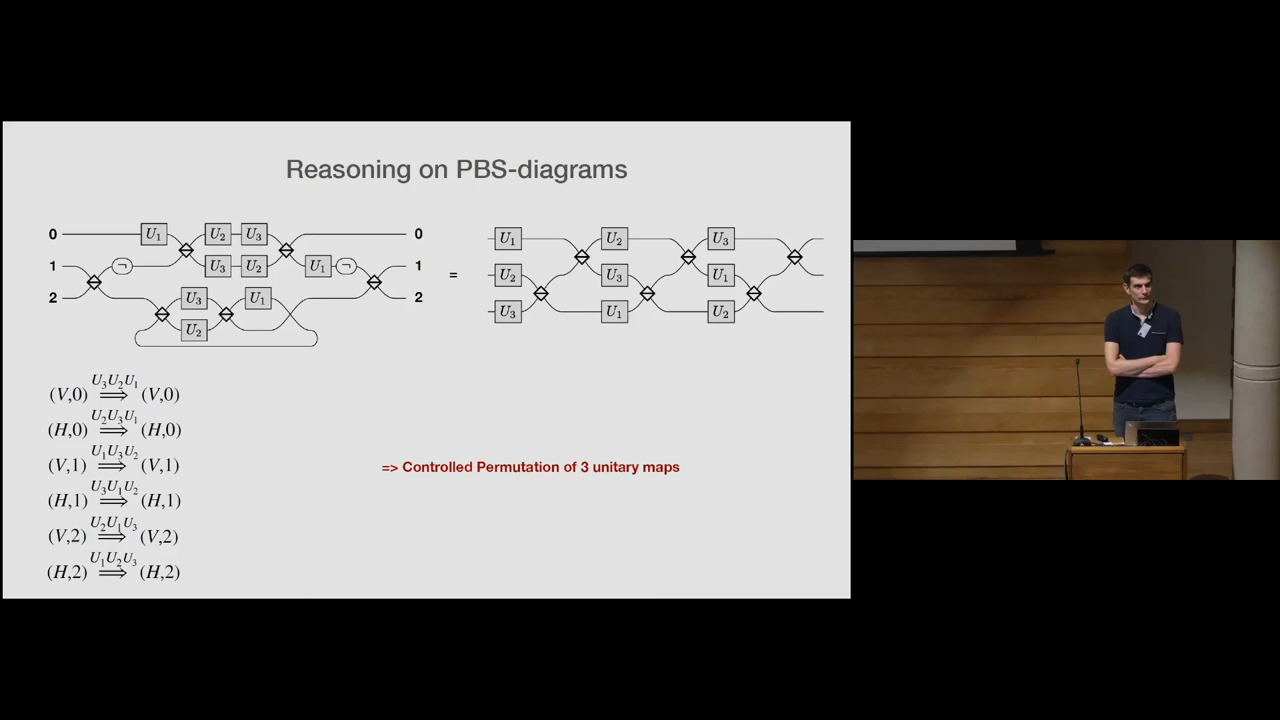 Reasoning on PBS-diagrams
0 U₁ U₂ U₃ 0
1 ¬ U₃ U₂ U₁ ¬ 1
2 U₃ U₁ 2
U₂
=
U₁ U₂ U₃
U₂ U₃ U₁
U₃ U₁ U₂
(V,0) U₃U₂U₁ ⟹ (V,0)
(H,0) U₂U₃U₁ ⟹ (H,0)
(V,1) U₁U₃U₂ ⟹ (V,1)
(H,1) U₃U₁U₂ ⟹ (H,1)
(V,2) U₂U₁U₃ ⟹ (V,2)
(H,2) U₁U₂U₃ ⟹ (H,2)
=> Controlled Permutation of 3 unitary maps